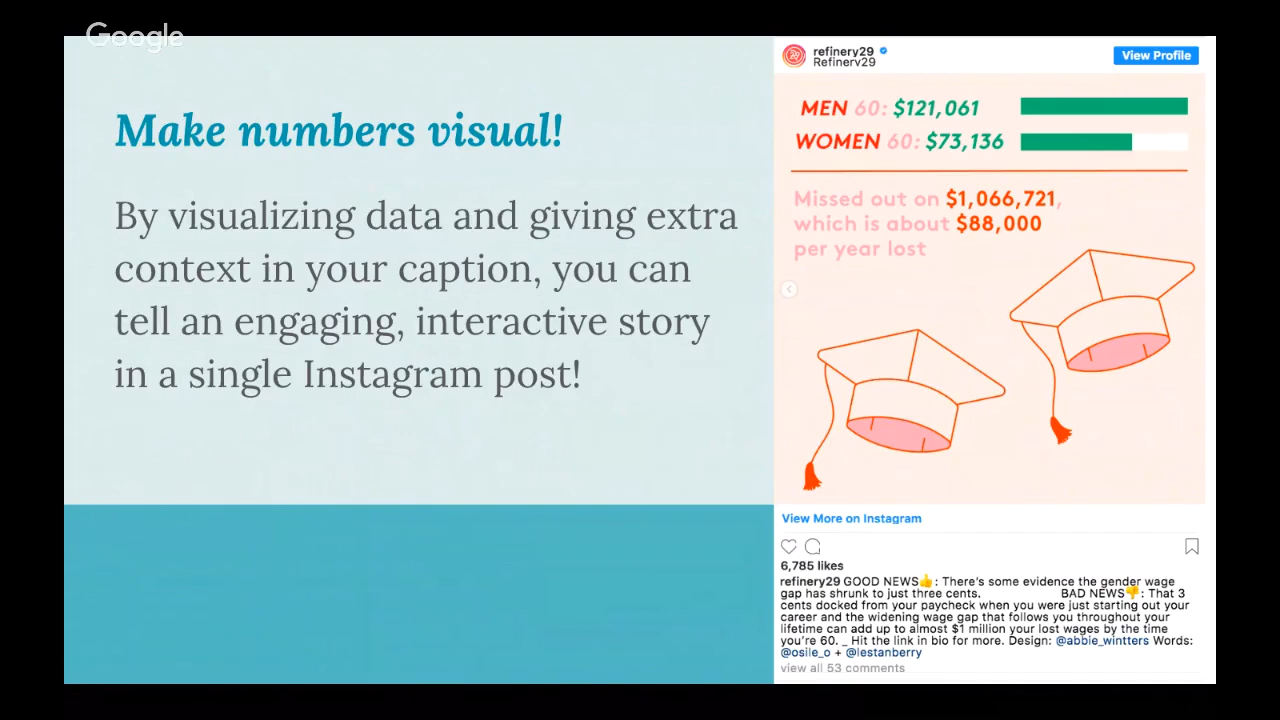 Google
Make numbers visual!
By visualizing data and giving extra
context in your caption, you can
tell an engaging, interactive story
in a single Instagram post!
refinery29
Refinery29
View Profile
MEN 60: $121,061
WOMEN 60: $73,136
Missed out on $1,066,721,
which is about $88,000
per year lost
View More on Instagram
6,785 likes
refinery29 GOOD NEWS👍: There's some evidence the gender wage
gap has shrunk to just three cents. BAD NEWS👎: That 3
cents docked from your paycheck when you were just starting out your
career and the widening wage gap that follows you throughout your
lifetime can add up to almost $1 million your lost wages by the time
you're 60. _ Hit the link in bio for more. Design: @abbie_wintters Words:
@osile_o + @lestanberry
view all 53 comments